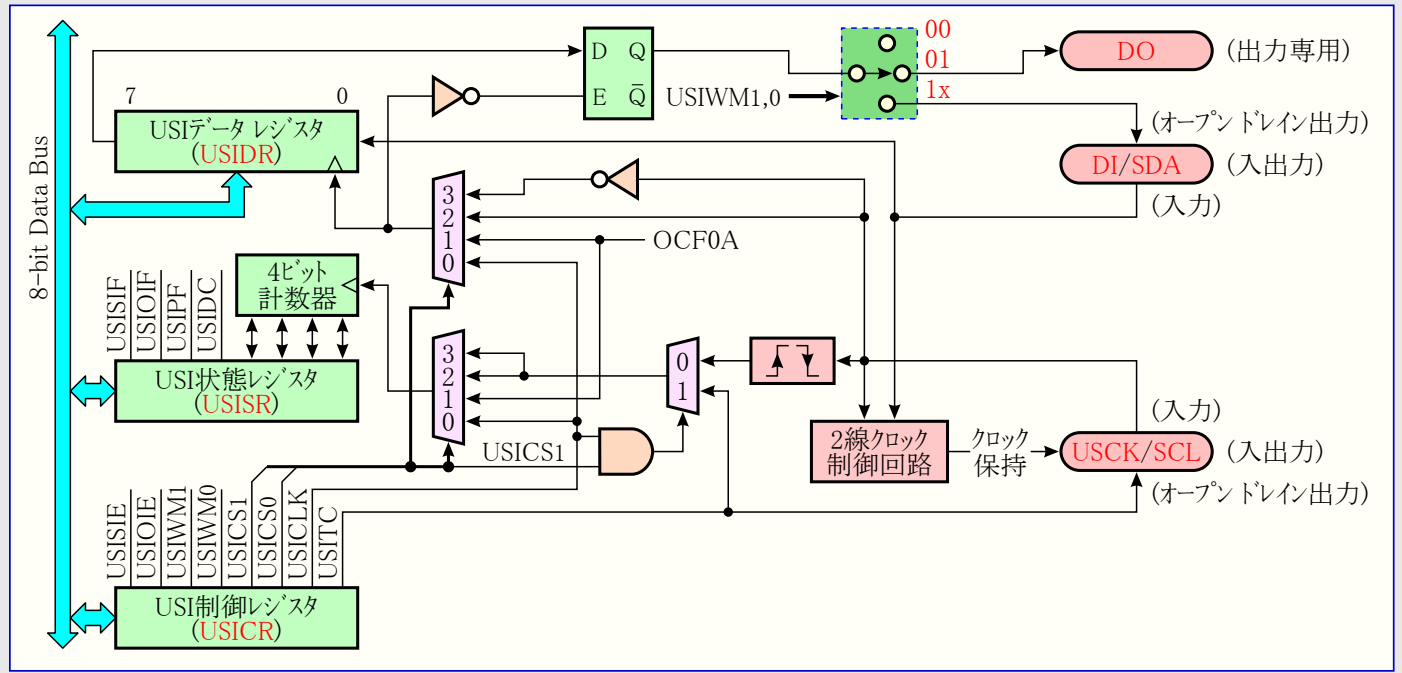 8-bit Data Bus
7
0
USIデータ レジスタ
(USIDR)
D
Q
E
Q̅
USIWM1,0
00
01
1x
DO
(出力専用)
(オープン ドレイン出力)
DI/SDA
(入出力)
(入力)
3
2
1
0
OCF0A
USISIF
USIOIF
USIPF
USIDC
4ビット
計数器
USI状態レジスタ
(USISR)
3
2
1
0
0
1
USICS1
2線クロック
制御回路
クロック
保持
(入力)
USCK/SCL
(入出力)
(オープン ドレイン出力)
USISIE
USIOIE
USIWM1
USIWM0
USICS1
USICS0
USICLK
USITC
USI制御レジスタ
(USICR)